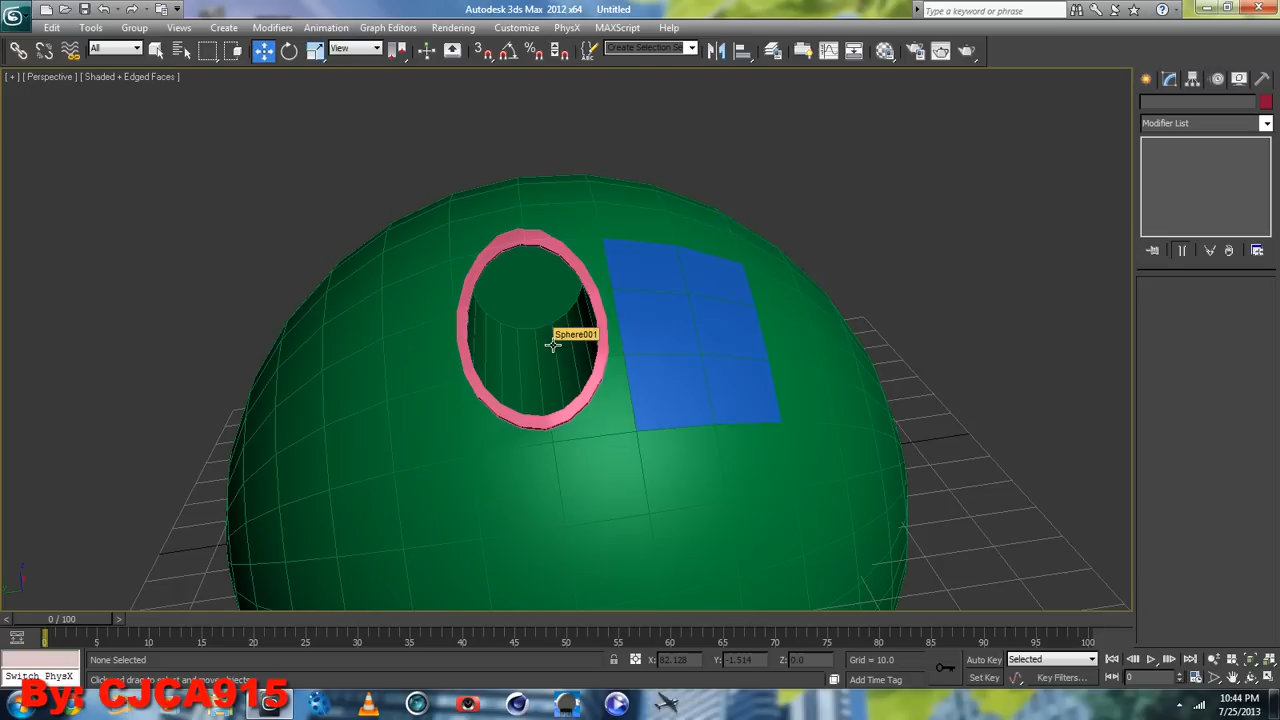 Autodesk 3ds Max 2012 x64 Untitled
Type a keyword or phrase
Edit Tools Group Views Create Modifiers Animation Graph Editors Rendering Customize PhysX MAXScript Help
All View Create Selection Se
[ + ] [ Perspective ] [ Shaded + Edged Faces ]
Modifier List
Sphere001
0 / 100
0 5 10 15 20 25 30 35 40 45 50 55 60 65 70 75 80 85 90 95 100
None Selected X: 82.128 Y: -1.514 Z: 0.0 Grid = 10.0 Auto Key Selected
Switch PhysX Click and drag to select and move objects Add Time Tag Set Key Key Filters... 0
By: CJCA915
10:44 PM
7/25/2013